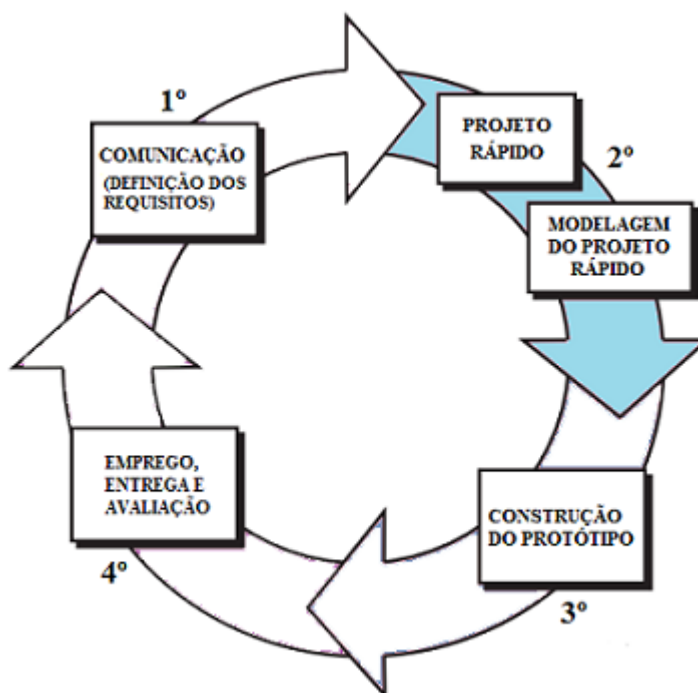 1º
COMUNICAÇÃO
(DEFINIÇÃO DOS
REQUISITOS)
PROJETO
RÁPIDO
2º
MODELAGEM
DO PROJETO
RÁPIDO
CONSTRUÇÃO
DO PROTÓTIPO
3º
EMPREGO,
ENTREGA E
AVALIAÇÃO
4º